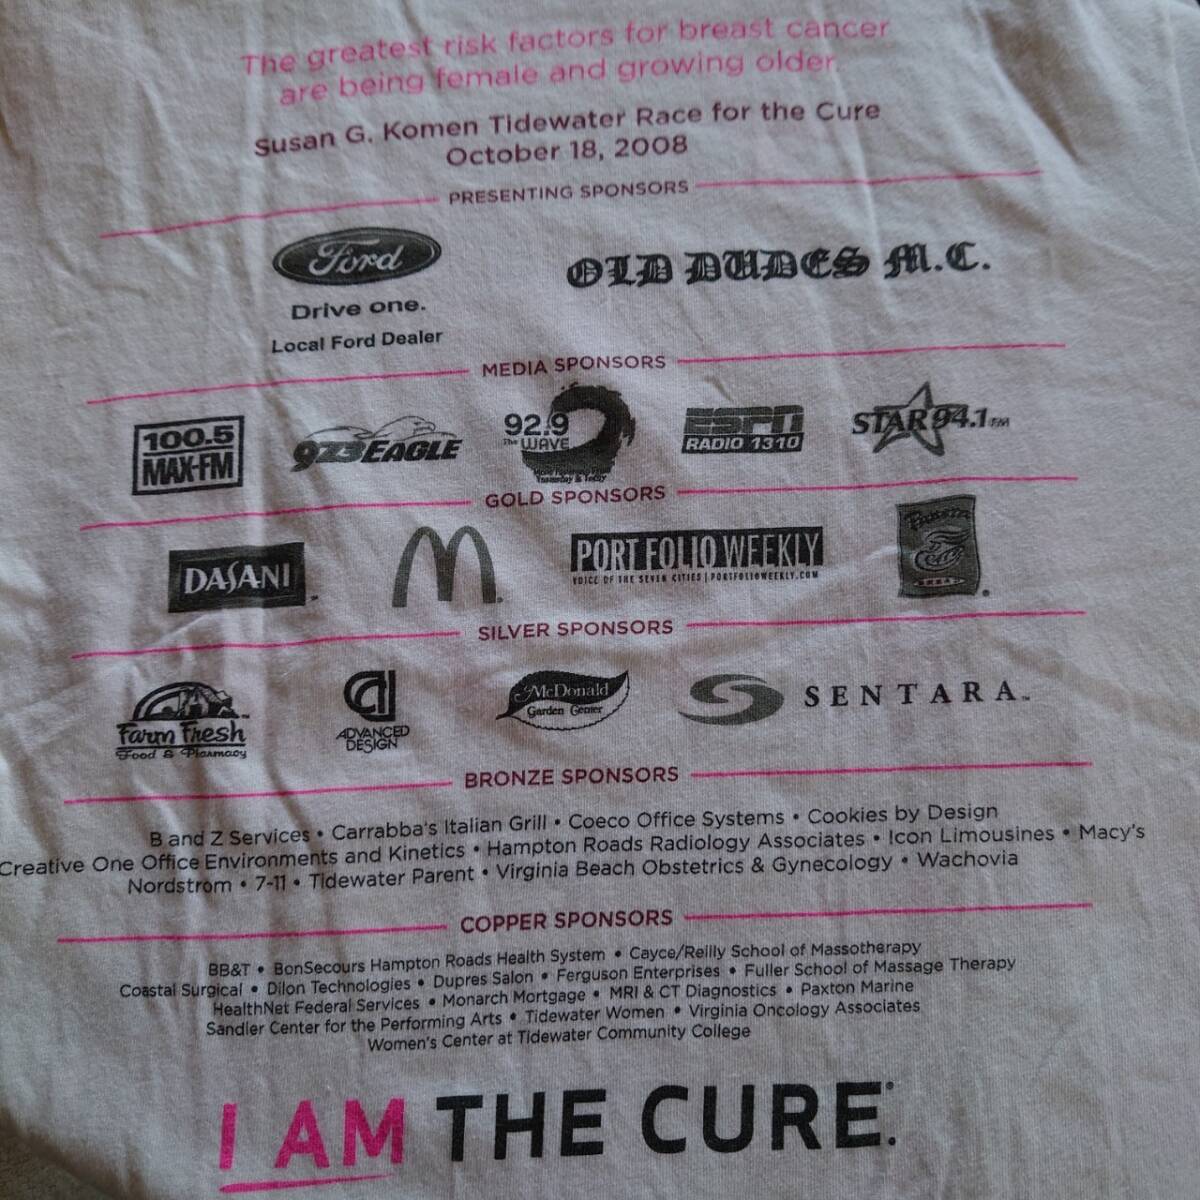 The greatest risk factors for breast cancer
are being female and growing older.
Susan G. Komen Tidewater Race for the Cure
October 18, 2008
PRESENTING SPONSORS
Ford
Drive one.
Local Ford Dealer
OLD DUDES M.C.
MEDIA SPONSORS
100.5
MAX-FM
97.3 EAGLE
92.9
The WAVE
Yesterday & Today
ESPN
RADIO 1310
STAR 94.1 FM
GOLD SPONSORS
DASANI™
M
PORT FOLIO WEEKLY
VOICE OF THE SEVEN CITIES | PORTFOLIOWEEKLY.COM
Panera
SILVER SPONSORS
Farm Fresh™
Food & Pharmacy
ADVANCED
DESIGN
McDonald
Garden Center
SENTARA™
BRONZE SPONSORS
B and Z Services • Carrabba's Italian Grill • Coeco Office Systems • Cookies by Design
Creative One Office Environments and Kinetics • Hampton Roads Radiology Associates • Icon Limousines • Macy's
Nordstrom • 7-11 • Tidewater Parent • Virginia Beach Obstetrics & Gynecology • Wachovia
COPPER SPONSORS
BB&T • BonSecours Hampton Roads Health System • Cayce/Reilly School of Massotherapy
Coastal Surgical • Dilon Technologies • Dupres Salon • Ferguson Enterprises • Fuller School of Massage Therapy
HealthNet Federal Services • Monarch Mortgage • MRI & CT Diagnostics • Paxton Marine
Sandler Center for the Performing Arts • Tidewater Women • Virginia Oncology Associates
Women's Center at Tidewater Community College
I AM THE CURE.®